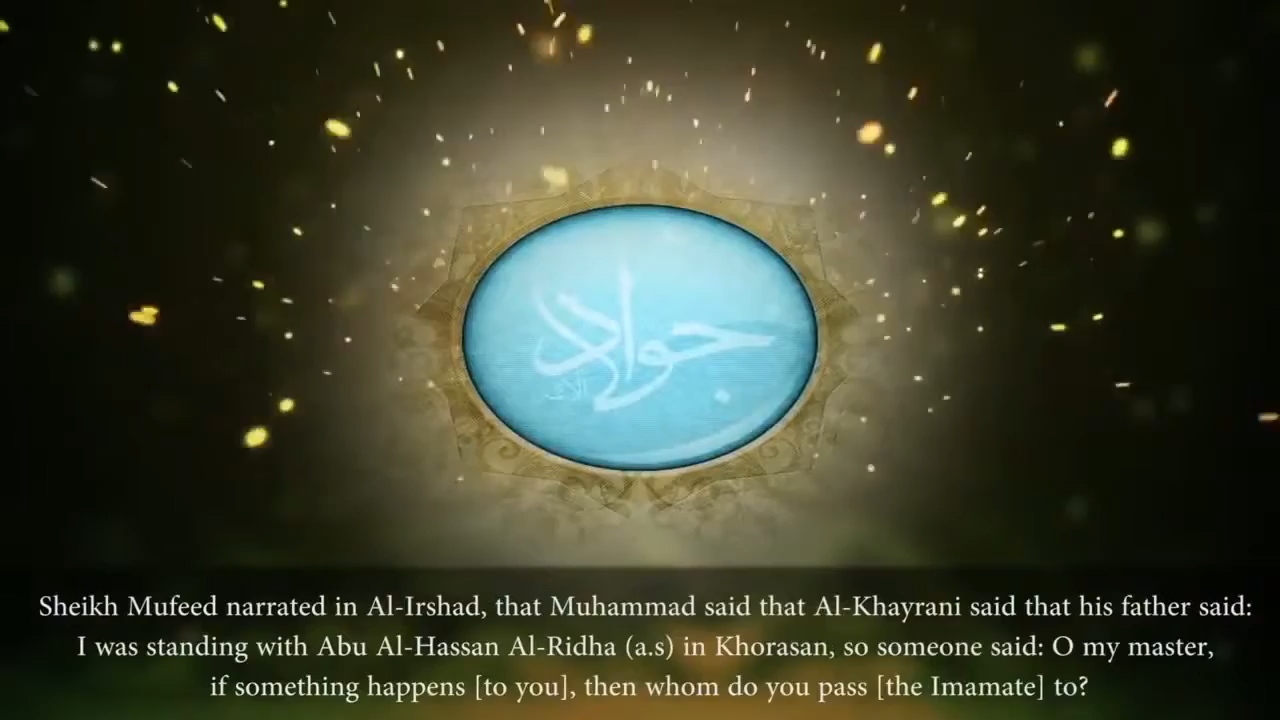 جواد
Sheikh Mufeed narrated in Al-Irshad, that Muhammad said that Al-Khayrani said that his father said:
I was standing with Abu Al-Hassan Al-Ridha (a.s) in Khorasan, so someone said: O my master,
if something happens [to you], then whom do you pass [the Imamate] to?